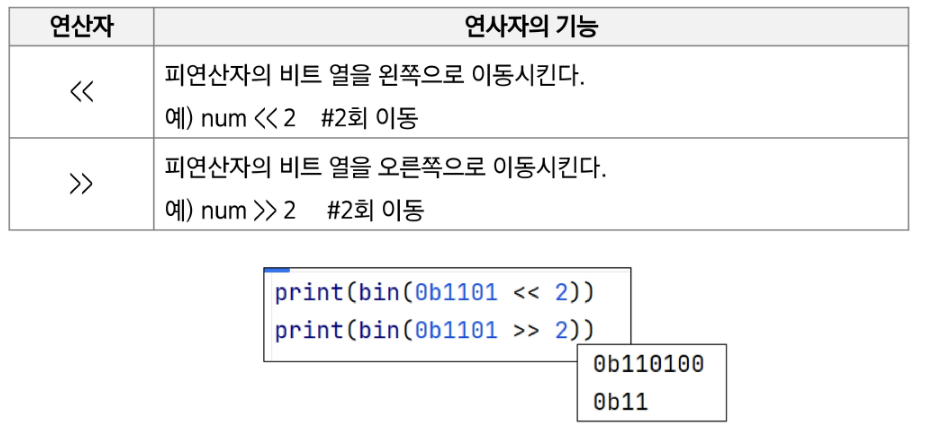 연산자 연사자의 기능
<< 피연산자의 비트 열을 왼쪽으로 이동시킨다.
예) num << 2 #2회 이동
>> 피연산자의 비트 열을 오른쪽으로 이동시킨다.
예) num >> 2 #2회 이동
print(bin(0b1101 << 2))
print(bin(0b1101 >> 2))
0b110100
0b11